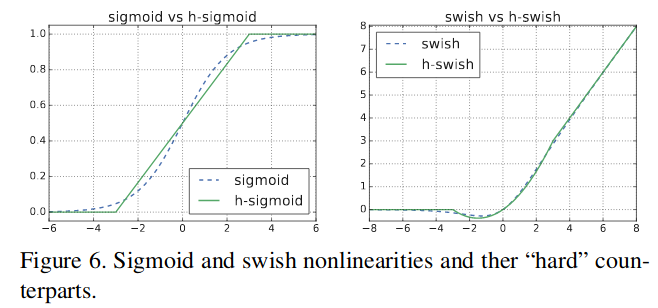 sigmoid vs h-sigmoid
1.0
0.8
0.6
0.4
0.2
0.0
−6 −4 −2 0 2 4 6
sigmoid
h-sigmoid
swish vs h-swish
8
7
6
5
4
3
2
1
0
−8 −6 −4 −2 0 2 4 6 8
swish
h-swish
Figure 6. Sigmoid and swish nonlinearities and ther “hard” coun-
terparts.